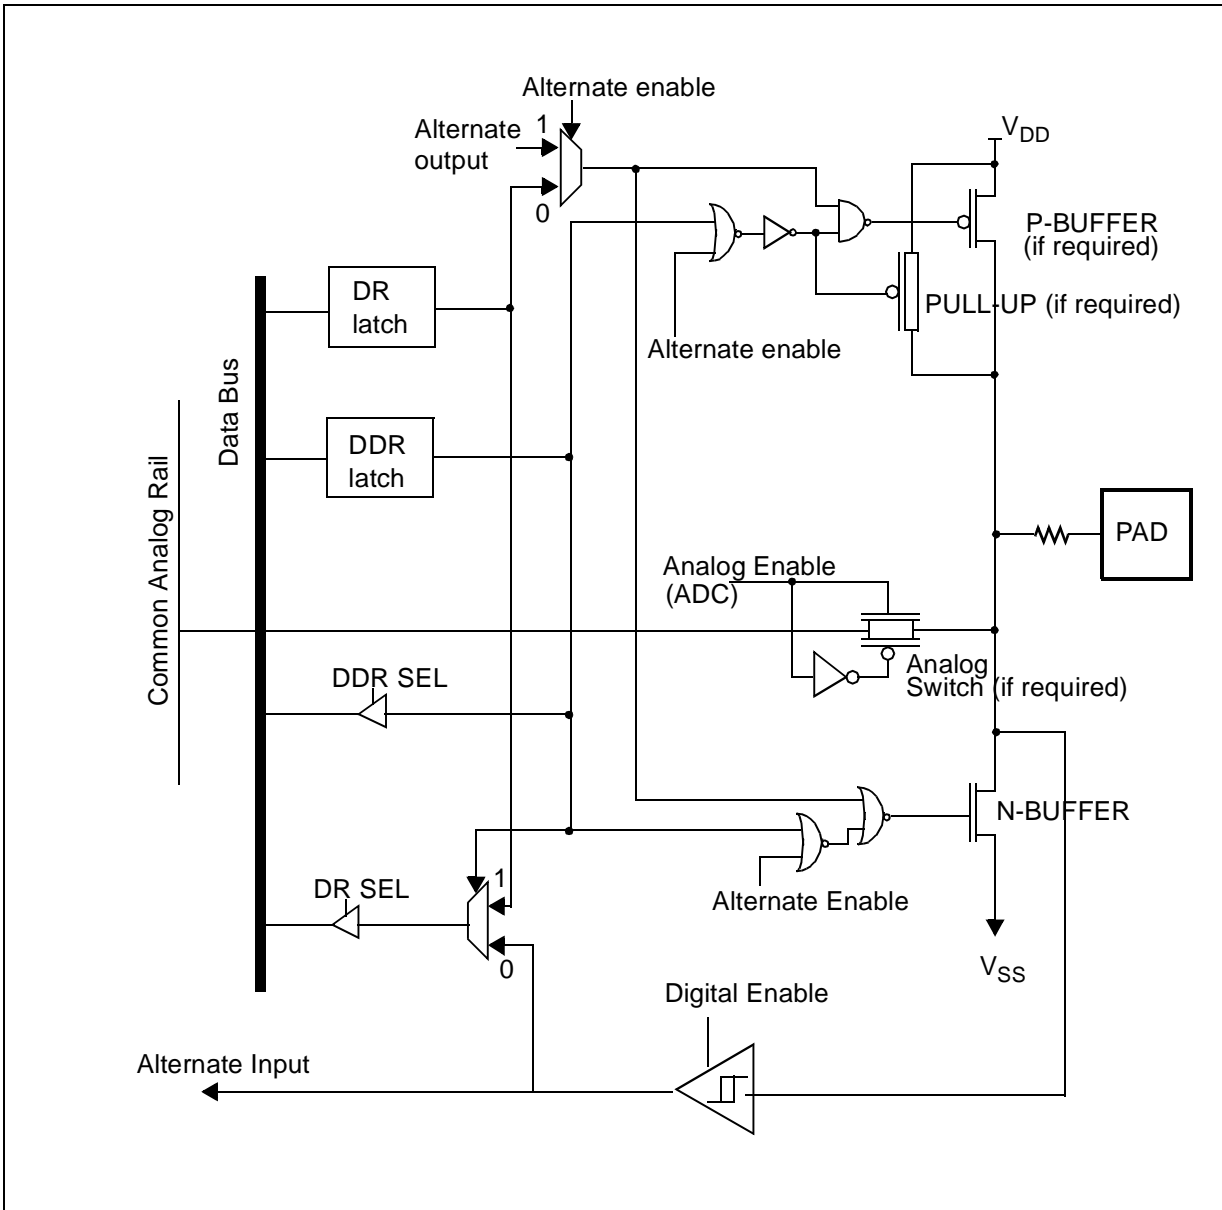 Alternate enable
Alternate
output
1
0
VDD
P-BUFFER
(if required)
PULL-UP (if required)
Alternate enable
DR
latch
DDR
latch
Data Bus
Common Analog Rail
PAD
Analog Enable
(ADC)
Analog
Switch (if required)
DDR SEL
N-BUFFER
DR SEL
1
0
Alternate Enable
VSS
Digital Enable
Alternate Input